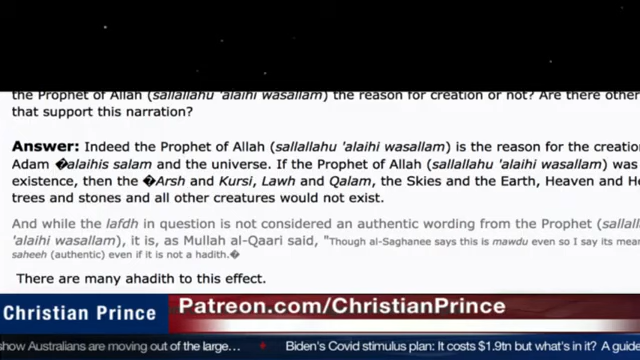 the Prophet of Allah (sallallahu 'alaihi wasallam) the reason for creation or not? Are there other
that support this narration?
Answer: Indeed the Prophet of Allah (sallallahu 'alaihi wasallam) is the reason for the creation
Adam �alaihis salam and the universe. If the Prophet of Allah (sallallahu 'alaihi wasallam) was
existence, then the �Arsh and Kursi, Lawh and Qalam, the Skies and the Earth, Heaven and He
trees and stones and all other creatures would not exist.
And while the lafdh in question is not considered an authentic wording from the Prophet (salla
'alaihi wasallam), it is, as Mullah al-Qaari said, "Though al-Saghanee says this is mawdu even so I say its mea
saheeh (authentic) even if it is not a hadith.�
There are many ahadith to this effect.
Christian Prince
Patreon.com/ChristianPrince
show Australians are moving out of the large... Biden's Covid stimulus plan: It costs $1.9tn but what's in it? A guide